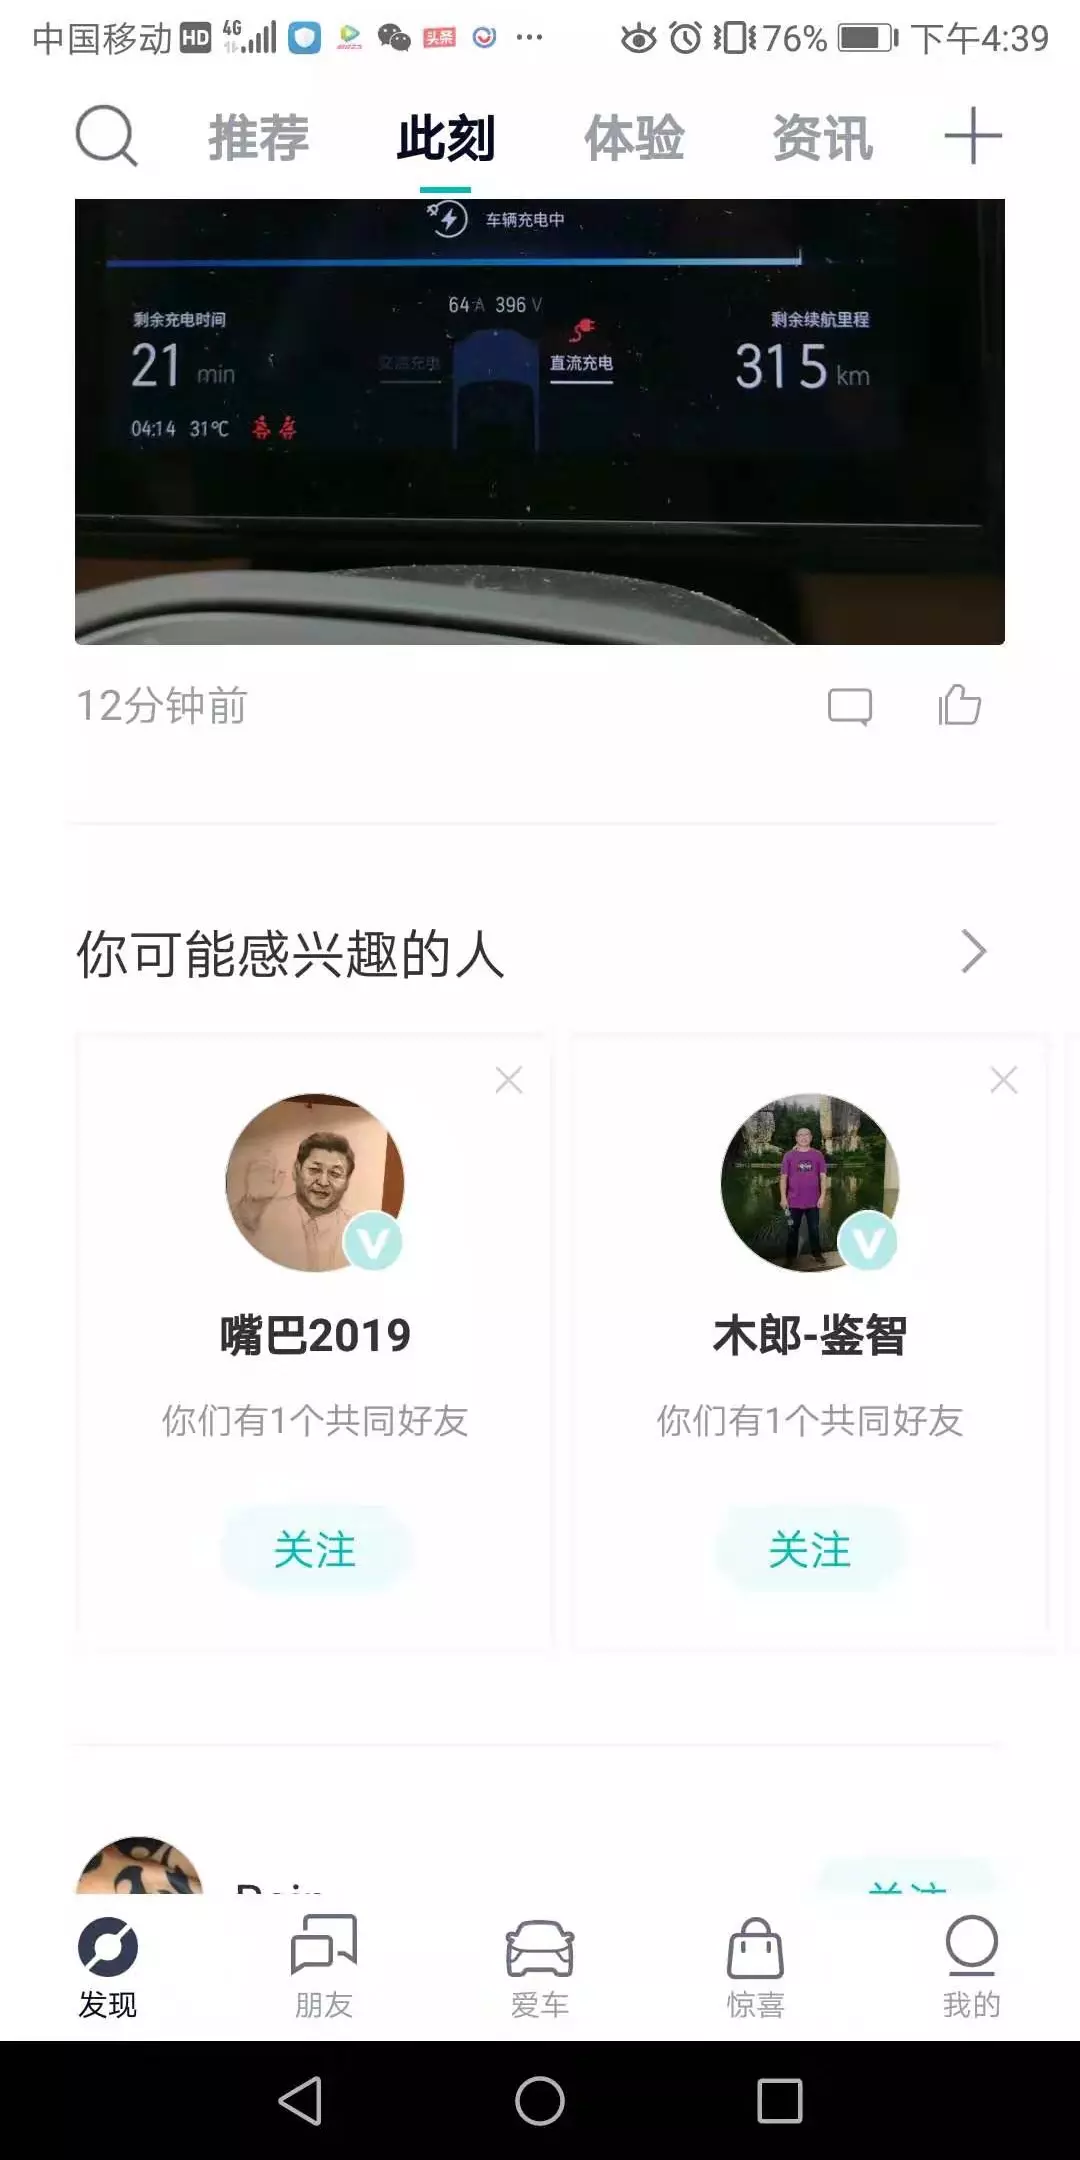 中国移动 HD 4G 头条 ... 76% 下午4:39
推荐 此刻 体验 资讯
车辆充电中
64 A 396 V
剩余充电时间 剩余续航里程
交流充电 直流充电
21 min 315 km
04:14 31℃
12分钟前
你可能感兴趣的人
嘴巴2019 木郎-鉴智
你们有1个共同好友 你们有1个共同好友
关注 关注
关注
发现 朋友 爱车 惊喜 我的